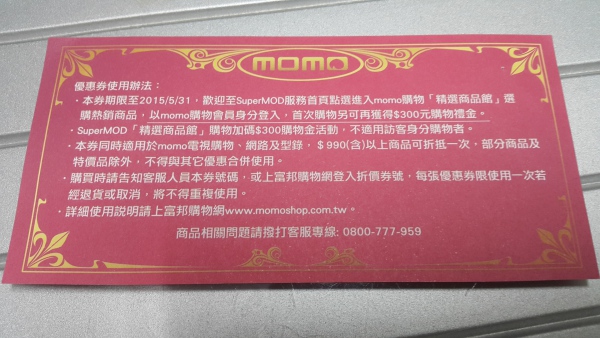 momo
優惠券使用辦法：
・本券期限至2015/5/31，歡迎至SuperMOD服務首頁點選進入momo購物「精選商品館」選
購熱銷商品，以momo購物會員身分登入，首次購物另可再獲得$300元購物禮金。
・SuperMOD「精選商品館」購物加碼$300購物金活動，不適用訪客身分購物者。
・本券同時適用於momo電視購物、網路及型錄，$990(含)以上商品可折抵一次，部分商品及
特價品除外，不得與其它優惠合併使用。
・購買時請告知客服人員本券號碼，或上富邦購物網登入折價券號，每張優惠券限使用一次若
經退貨或取消，將不得重複使用。
・詳細使用說明請上富邦購物網www.momoshop.com.tw。
商品相關問題請撥打客服專線: 0800-777-959